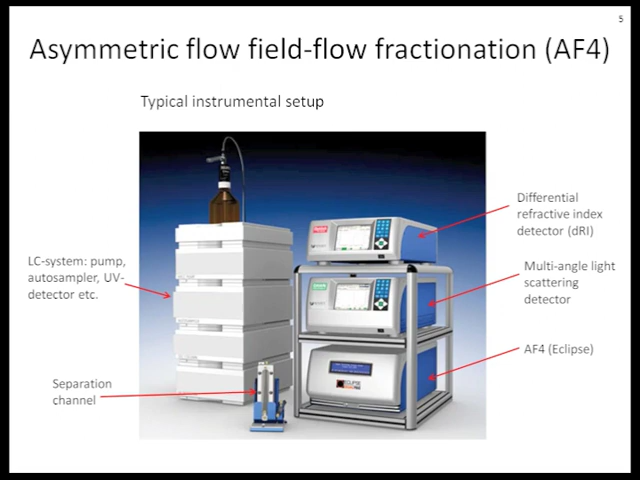 5
Asymmetric flow field-flow fractionation (AF4)
Typical instrumental setup
Differential
refractive index
detector (dRI)
LC-system: pump,
autosampler, UV-
detector etc.
Multi-angle light
scattering
detector
AF4 (Eclipse)
Separation
channel
ECLIPSE